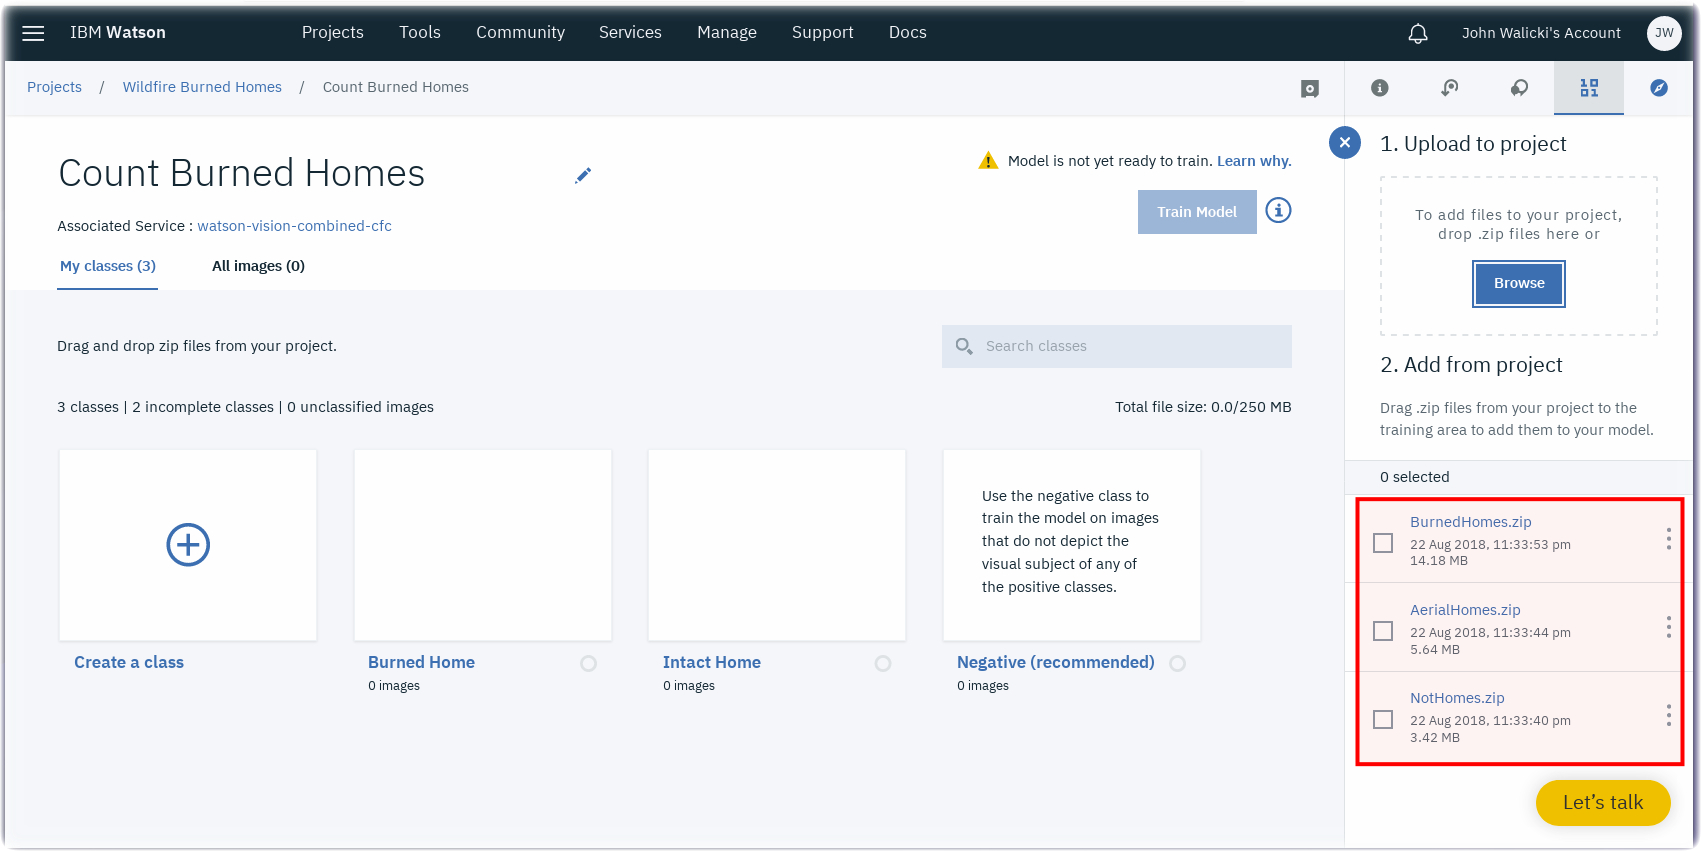 IBM Watson
Projects
Tools
Community
Services
Manage
Support
Docs
John Walicki's Account
JW
Projects / Wildfire Burned Homes / Count Burned Homes
Count Burned Homes
Model is not yet ready to train. Learn why.
Train Model
Associated Service : watson-vision-combined-cfc
My classes (3)
All images (0)
Drag and drop zip files from your project.
Search classes
3 classes | 2 incomplete classes | 0 unclassified images
Total file size: 0.0/250 MB
Create a class
Burned Home
0 images
Intact Home
0 images
Use the negative class to
train the model on images
that do not depict the
visual subject of any of
the positive classes.
Negative (recommended)
0 images
1. Upload to project
To add files to your project,
drop .zip files here or
Browse
2. Add from project
Drag .zip files from your project to the
training area to add them to your model.
0 selected
BurnedHomes.zip
22 Aug 2018, 11:33:53 pm
14.18 MB
AerialHomes.zip
22 Aug 2018, 11:33:44 pm
5.64 MB
NotHomes.zip
22 Aug 2018, 11:33:40 pm
3.42 MB
Let's talk